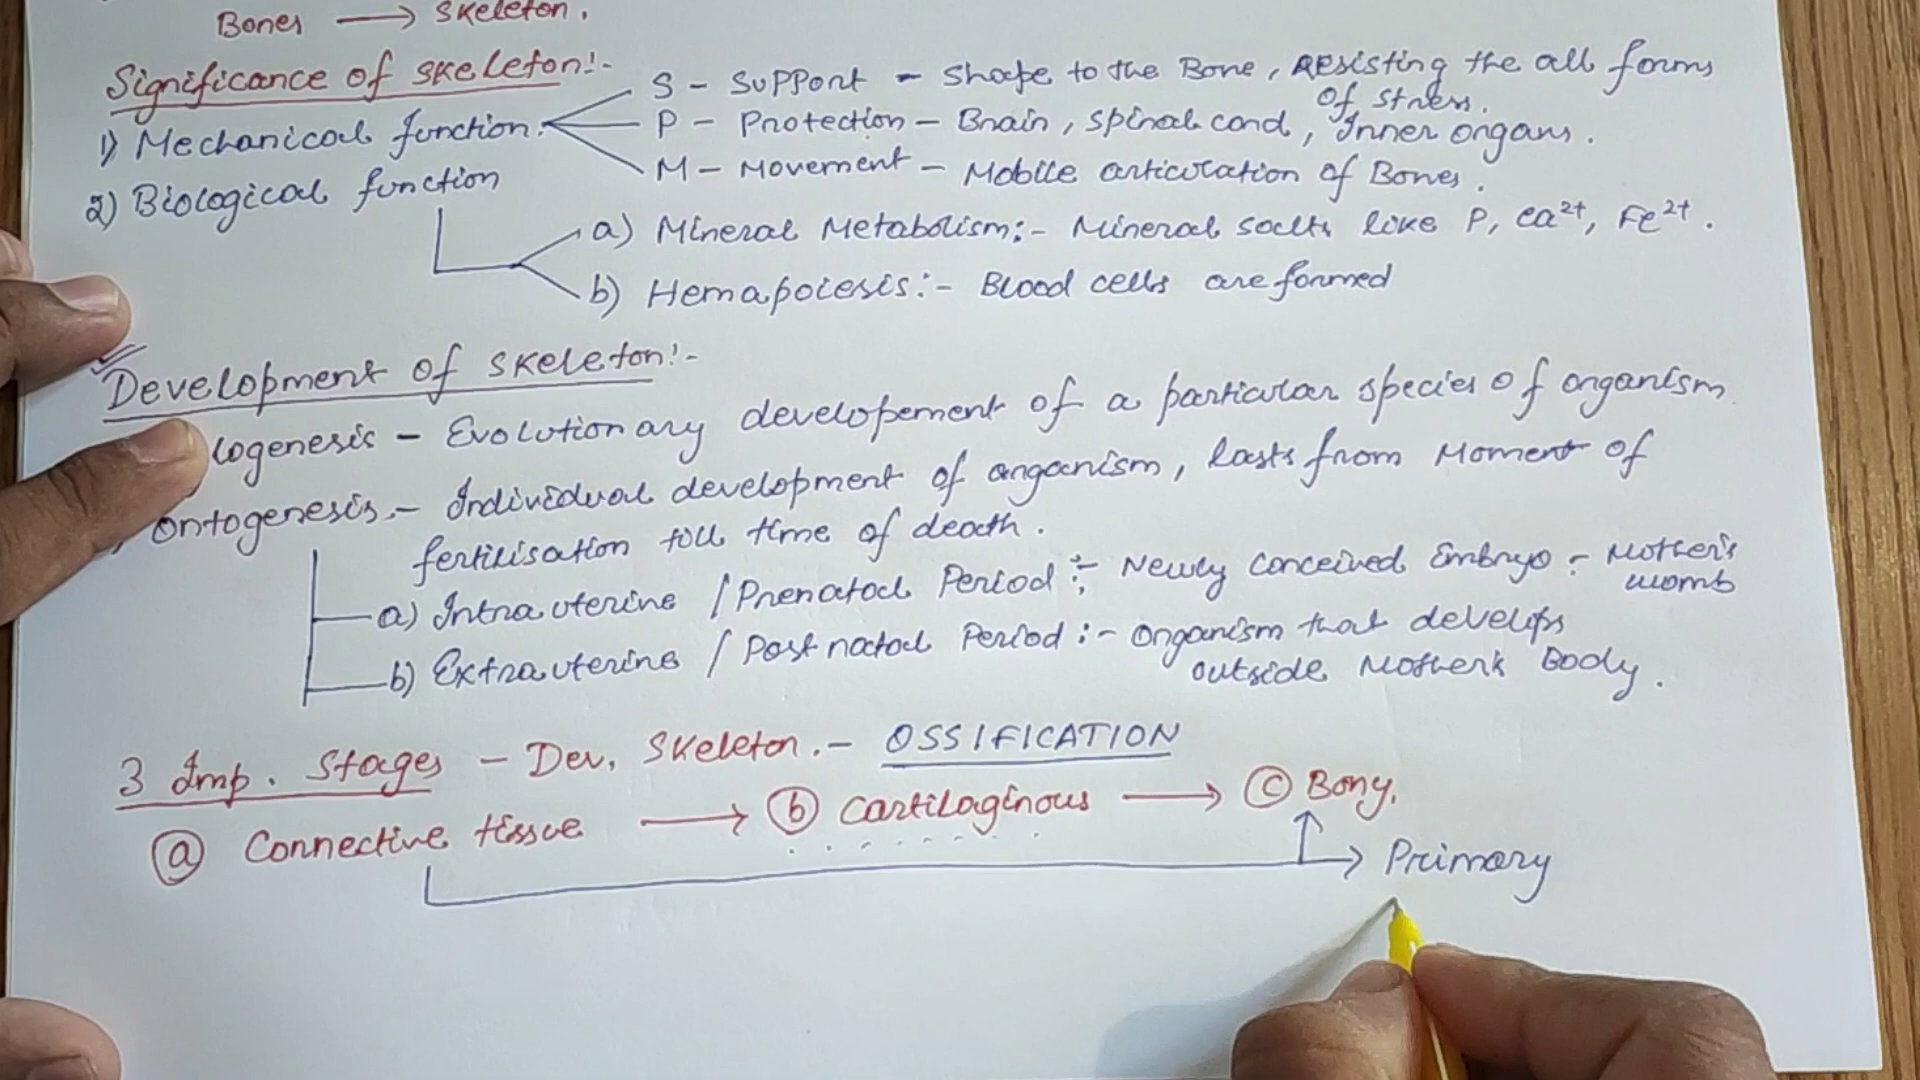 Bones → Skeleton.
Significance of skeleton:-
1) Mechanical function:
S - Support - Shape to the Bone, Resisting the all forms of stress.
P - Protection - Brain, spinal cord, Inner organs.
M - Movement - Mobile articulation of Bones.
2) Biological function
a) Mineral Metabolism:- Mineral salts like P, Ca²⁺, Fe²⁺.
b) Hemapoiesis:- Blood cells are formed
Development of skeleton:-
logenesis - Evolutionary developement of a particular species of organism
ontogenesis - Individual development of organism, lasts from Moment of
fertilisation till time of death.
a) Intrauterine / Prenatal Period :- Newly conceived Embryo - Mother's womb
b) Extrauterine / Postnatal Period :- Organism that develops
outside Mother's Body.
3 Imp. Stages - Dev. Skeleton. - OSSIFICATION
a Connective tissue → b Cartilaginous → c Bony.
→ Primary